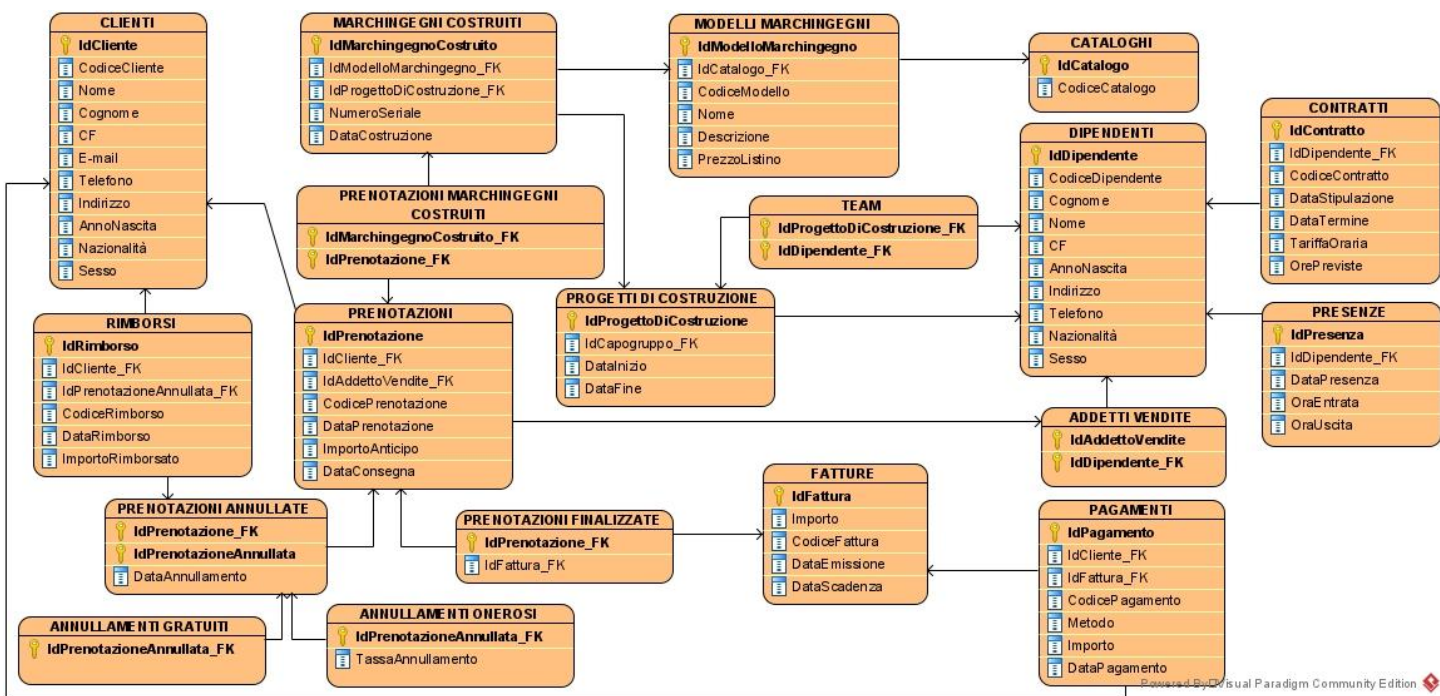 CLIENTI
IdCliente
CodiceCliente
Nome
Cognome
CF
E-mail
Telefono
Indirizzo
AnnoNascita
Nazionalità
Sesso
MARCHINGEGNI COSTRUITI
IdMarchingegnoCostruito
IdModelloMarchingegno_FK
IdProgettoDiCostruzione_FK
NumeroSeriale
DataCostruzione
MODELLI MARCHINGEGNI
IdModelloMarchingegno
IdCatalogo_FK
CodiceModello
Nome
Descrizione
PrezzoListino
CATALOGHI
IdCatalogo
CodiceCatalogo
CONTRATTI
IdContratto
IdDipendente_FK
CodiceContratto
DataStipulazione
DataTermine
TariffaOraria
OrePreviste
DIPENDENTI
IdDipendente
CodiceDipendente
Cognome
Nome
CF
AnnoNascita
Indirizzo
Telefono
Nazionalità
Sesso
PRENOTAZIONI MARCHINGEGNI
COSTRUITI
IdMarchingegnoCostruito_FK
IdPrenotazione_FK
TEAM
IdProgettoDiCostruzione_FK
IdDipendente_FK
PROGETTI DI COSTRUZIONE
IdProgettoDiCostruzione
IdCapogruppo_FK
DataInizio
DataFine
PRESENZE
IdPresenza
IdDipendente_FK
DataPresenza
OraEntrata
OraUscita
RIMBORSI
IdRimborso
IdCliente_FK
IdPrenotazioneAnnullata_FK
CodiceRimborso
DataRimborso
ImportoRimborsato
PRENOTAZIONI
IdPrenotazione
IdCliente_FK
IdAddettoVendite_FK
CodicePrenotazione
DataPrenotazione
ImportoAnticipo
DataConsegna
ADDETTI VENDITE
IdAddettoVendite
IdDipendente_FK
FATTURE
IdFattura
Importo
CodiceFattura
DataEmissione
DataScadenza
PRENOTAZIONI ANNULLATE
IdPrenotazione_FK
IdPrenotazioneAnnullata
DataAnnullamento
PRENOTAZIONI FINALIZZATE
IdPrenotazione_FK
IdFattura_FK
PAGAMENTI
IdPagamento
IdCliente_FK
IdFattura_FK
CodicePagamento
Metodo
Importo
DataPagamento
ANNULLAMENTI GRATUITI
IdPrenotazioneAnnullata_FK
ANNULLAMENTI ONEROSI
IdPrenotazioneAnnullata_FK
TassaAnnullamento
Powered By Visual Paradigm Community Edition